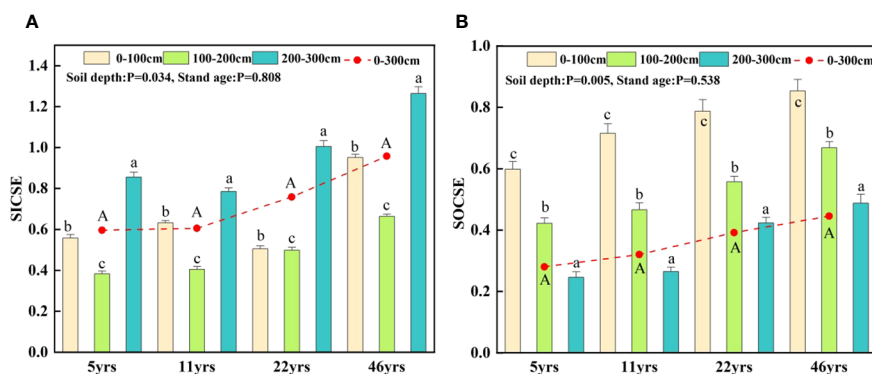 A
0-100cm 100-200cm 200-300cm 0-300cm
Soil depth:P=0.034, Stand age:P=0.808
SICSE
1.4
1.2
1.0
0.8
0.6
0.4
0.2
0.0
b c a A
b c a A
b c a A
b c a A
5yrs 11yrs 22yrs 46yrs
B
0-100cm 100-200cm
200-300cm 0-300cm
Soil depth:P=0.005, Stand age:P=0.538
SOCSE
1.0
0.8
0.6
0.4
0.2
0.0
c b a A
c b a A
c b a A
c b a A
5yrs 11yrs 22yrs 46yrs